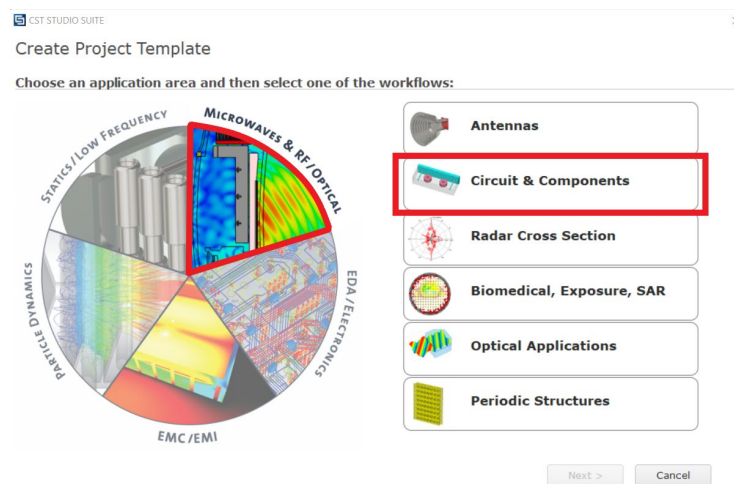 CST STUDIO SUITE
Create Project Template
Choose an application area and then select one of the workflows:
STATICS/LOW FREQUENCY
MICROWAVES & RF/OPTICAL
EDA/ELECTRONICS
EMC/EMI
PARTICLE DYNAMICS
Antennas
Circuit & Components
Radar Cross Section
Biomedical, Exposure, SAR
Optical Applications
Periodic Structures
Next >
Cancel